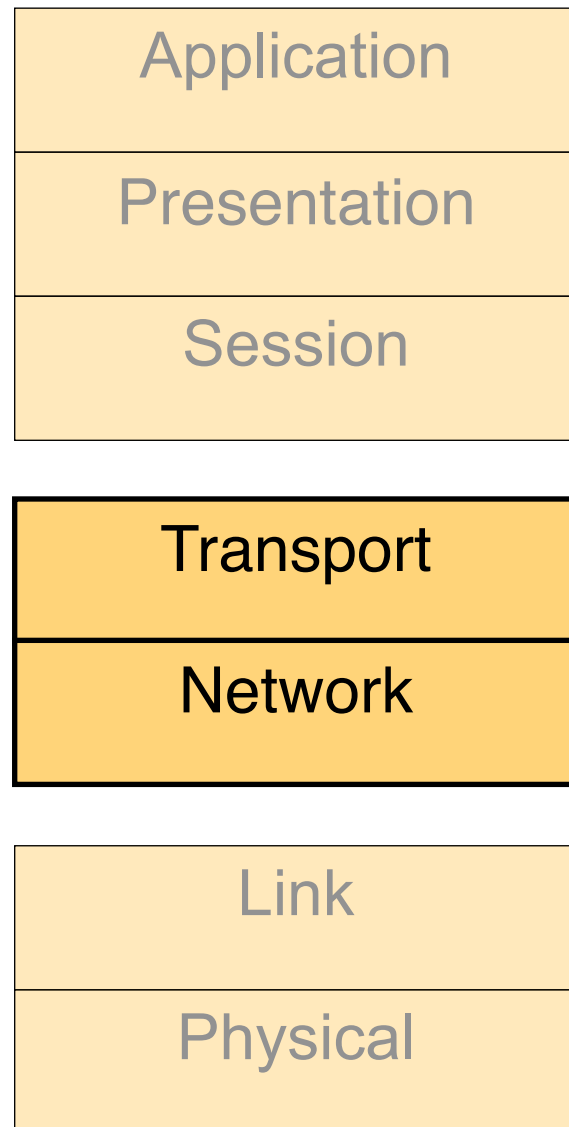 Application
Presentation
Session
Transport
Network
Link
Physical